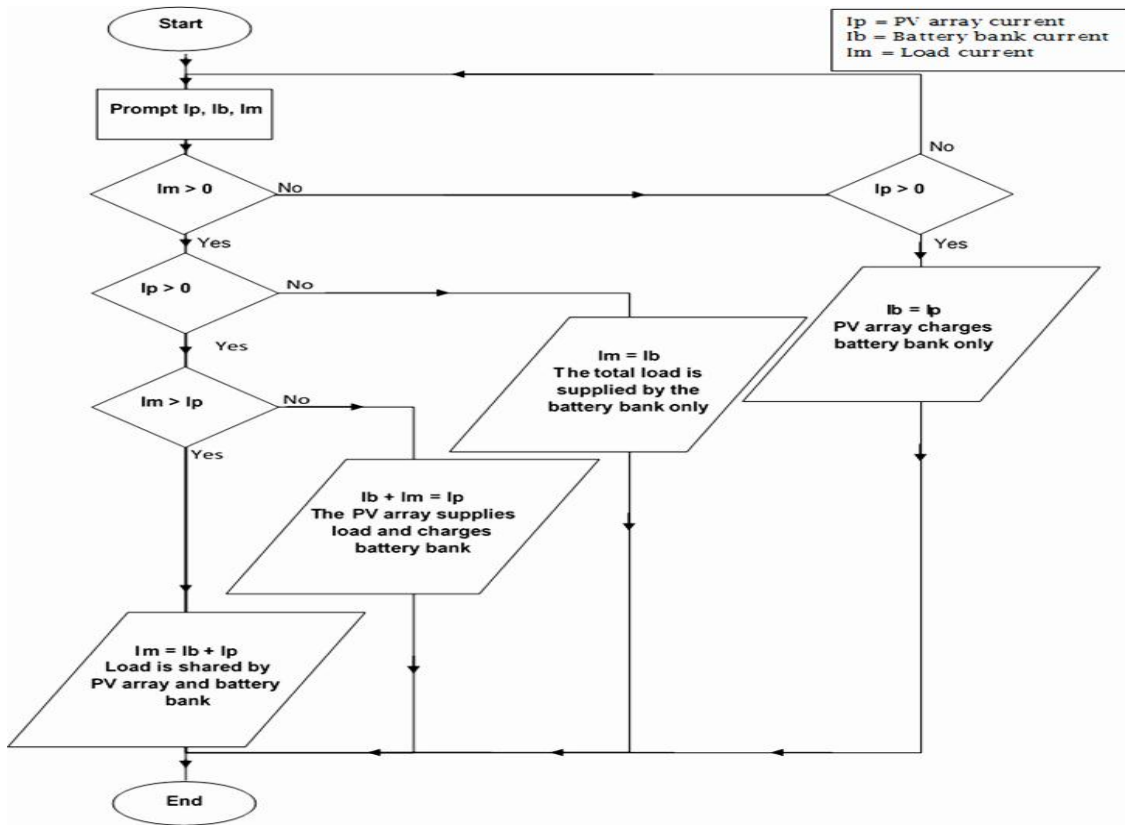 Start
Ip = PV array current
Ib = Battery bank current
Im = Load current
Prompt Ip, Ib, Im
Im > 0
No
Ip > 0
No
Yes
Yes
Ip > 0
No
Yes
Ib = Ip
PV array charges
battery bank only
Im = Ib
The total load is
supplied by the
battery bank only
Im > Ip
No
Yes
Ib + Im = Ip
The PV array supplies
load and charges
battery bank
Im = Ib + Ip
Load is shared by
PV array and battery
bank
End